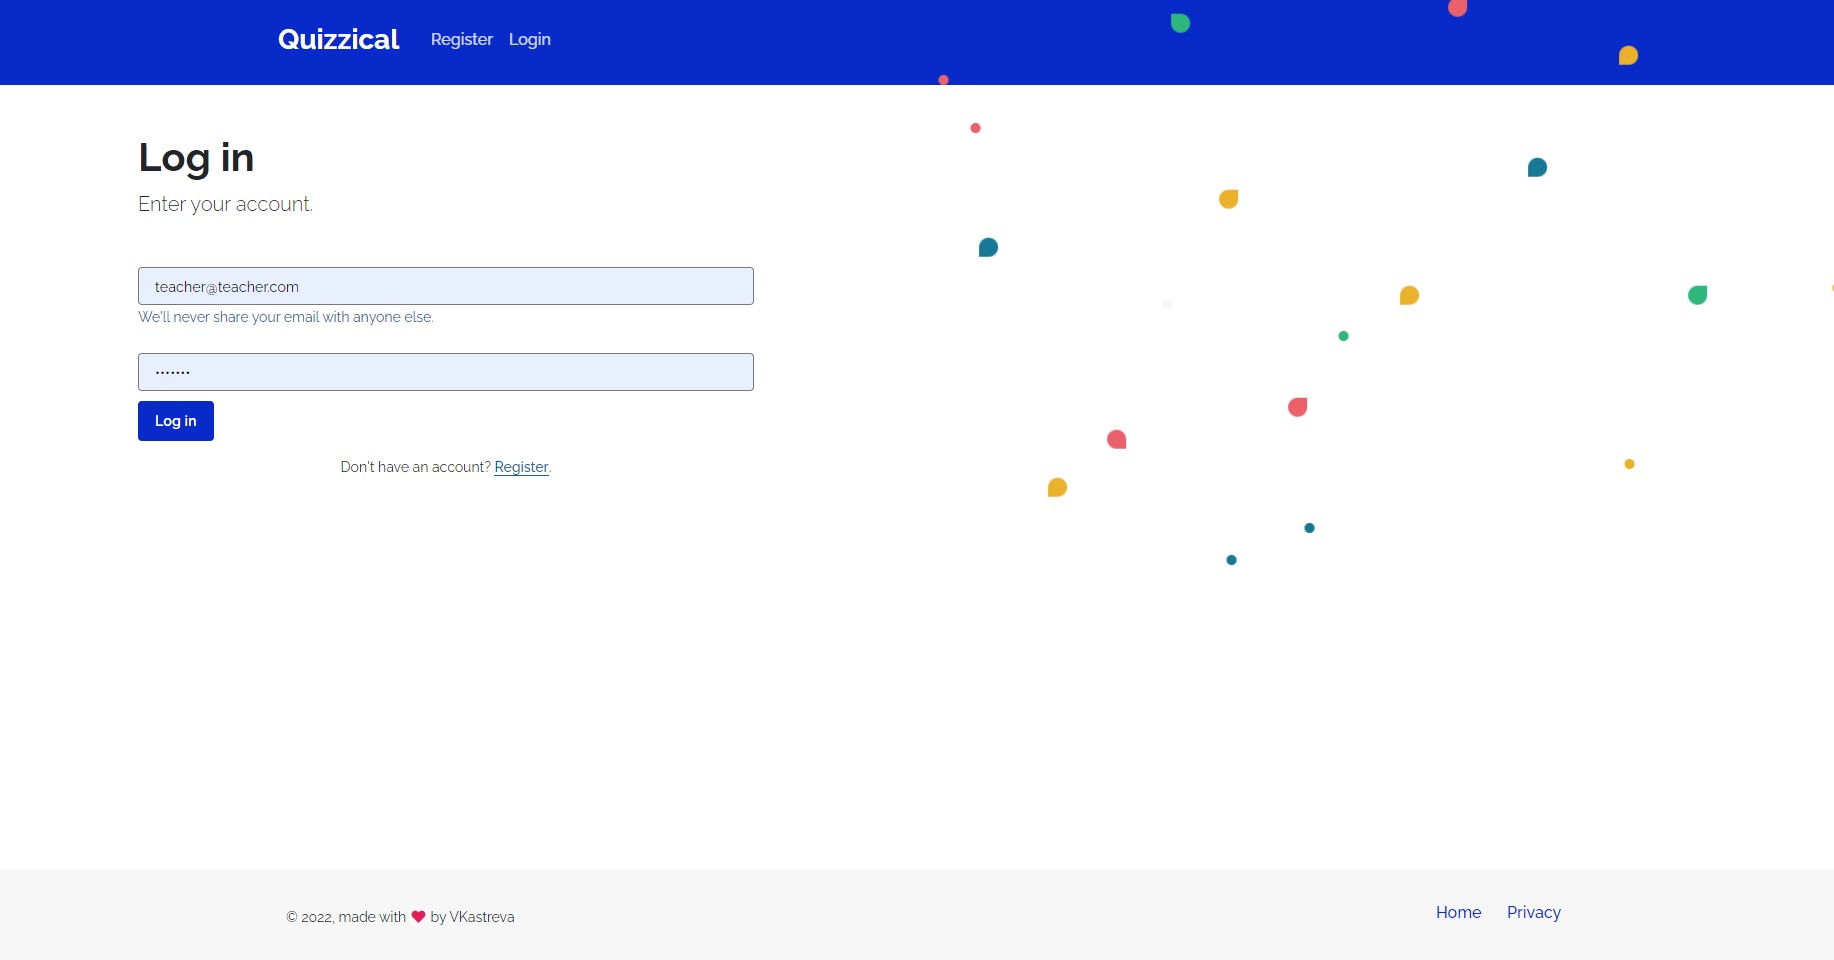 Quizzical Register Login
Log in
Enter your account.
teacher@teacher.com
We'll never share your email with anyone else.
•••••••
Log in
Don't have an account? Register.
© 2022, made with ❤ by VKastreva
Home Privacy